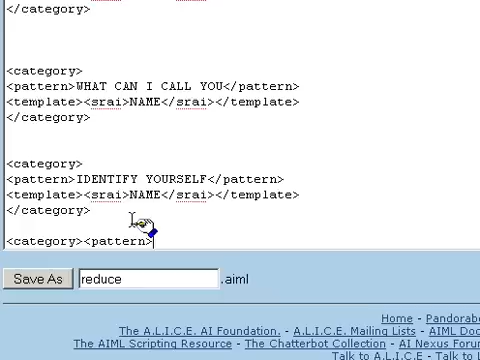 </category>
<category>
<pattern>WHAT CAN I CALL YOU</pattern>
<template><srai>NAME</srai></template>
</category>
<category>
<pattern>IDENTIFY YOURSELF</pattern>
<template><srai>NAME</srai></template>
</category>
<category><pattern>
Save As reduce .aiml
Home - Pandorab
The A.L.I.C.E. AI Foundation. - A.L.I.C.E. Mailing Lists - AIML Doc
The AIML Scripting Resource - The Chatterbot Collection - AI Nexus Foru
Talk to A.L.I.C.E - Talk to